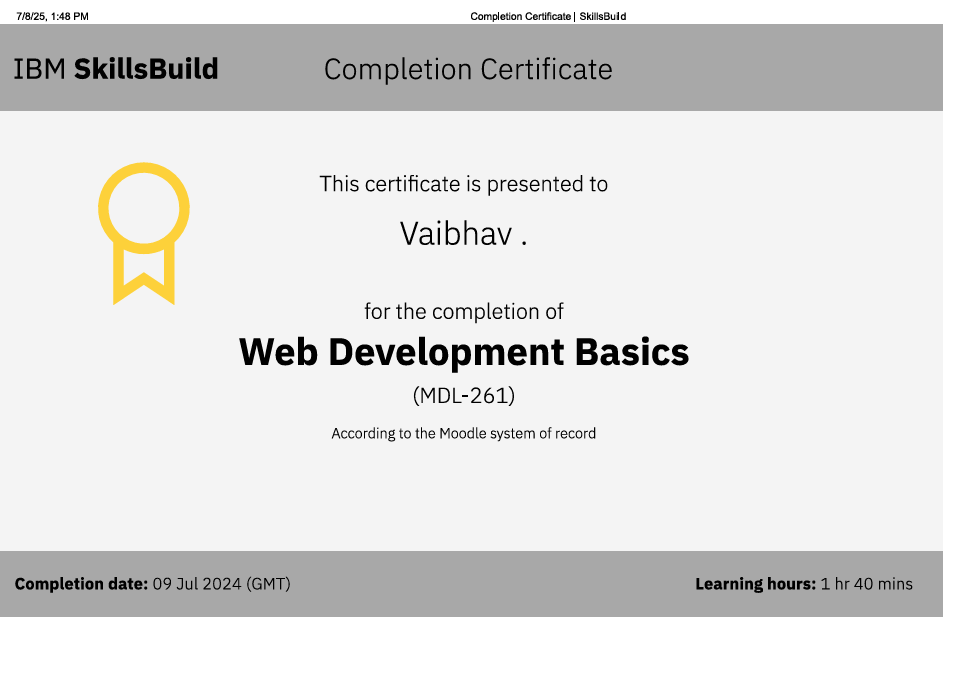 7/8/25, 1:48 PM
Completion Certificate | SkillsBuild
IBM SkillsBuild
Completion Certificate
This certificate is presented to
Vaibhav .
for the completion of
Web Development Basics
(MDL-261)
According to the Moodle system of record
Completion date: 09 Jul 2024 (GMT)
Learning hours: 1 hr 40 mins